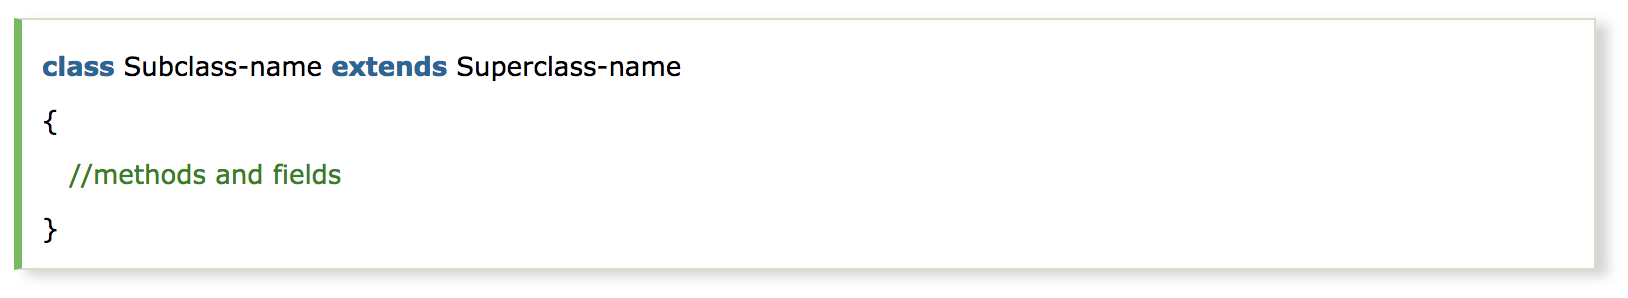 class Subclass-name extends Superclass-name
{
//methods and fields
}